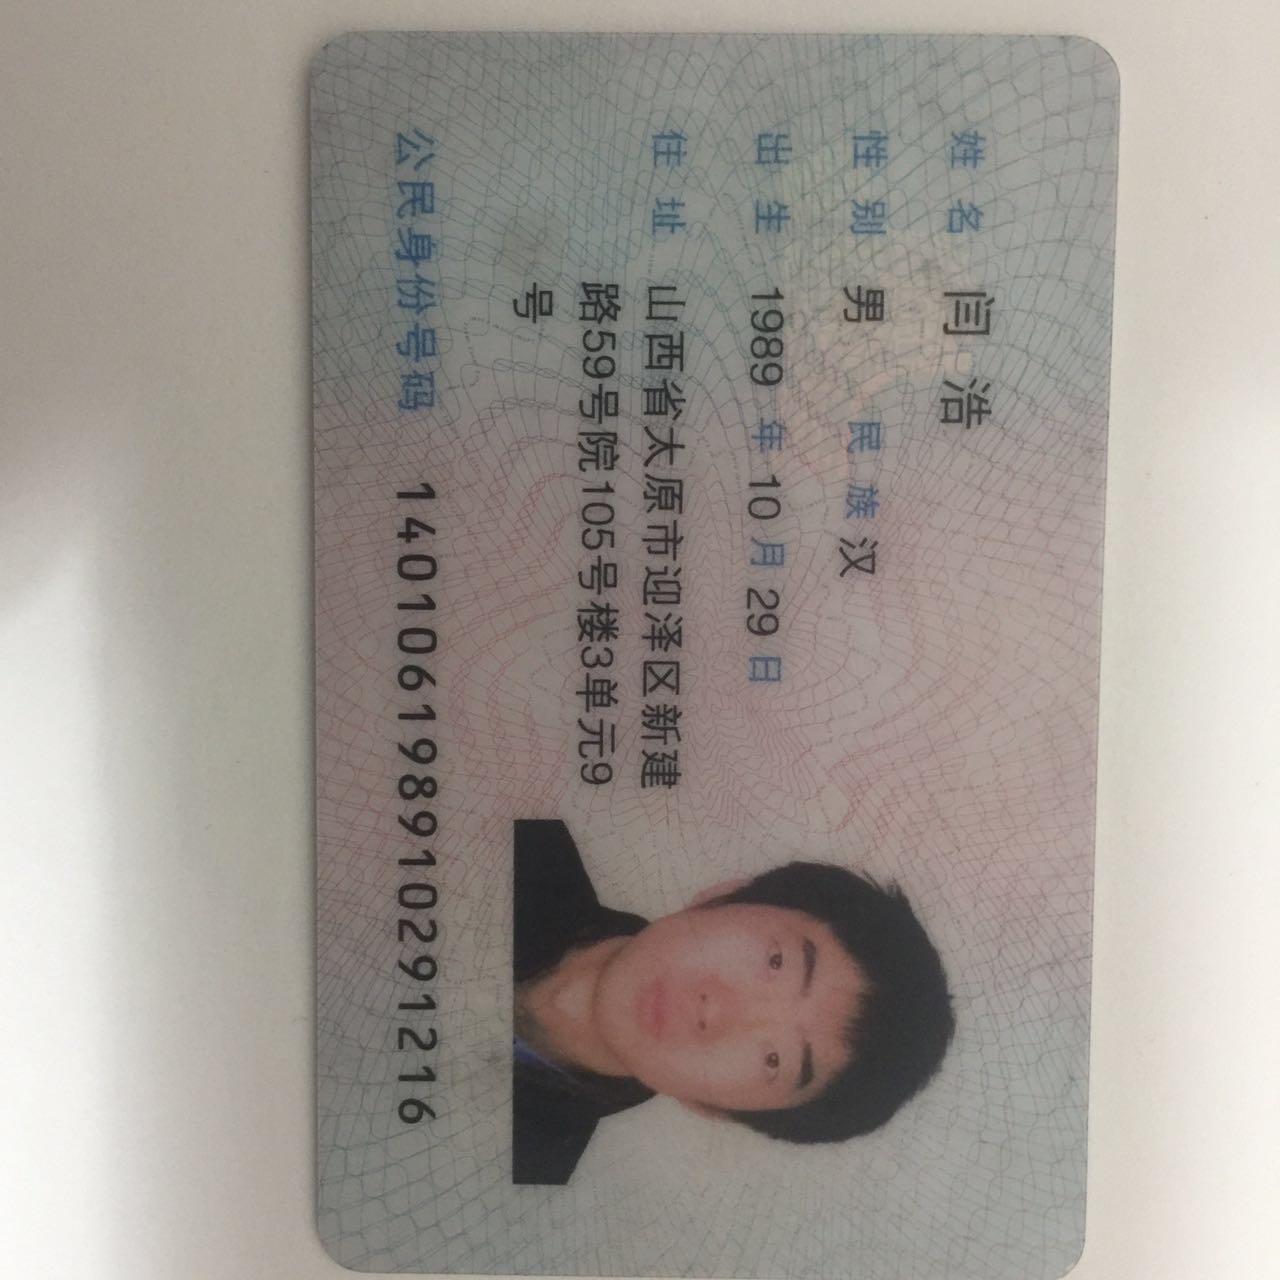 姓名 闫浩
性别 男 民族 汉
出生 1989 年 10 月 29 日
住址 山西省太原市迎泽区新建
路59号院105号楼3单元9
号
公民身份号码 140106198910291216